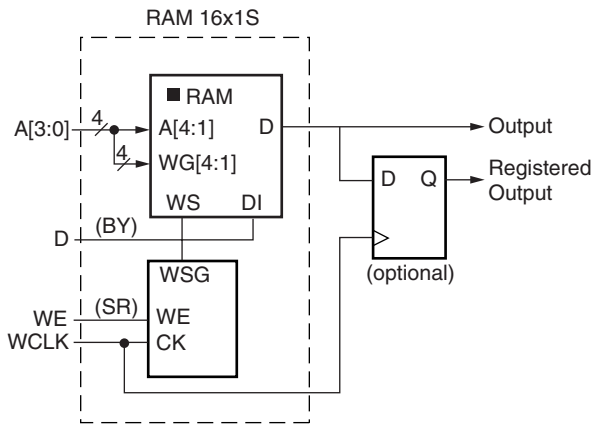 RAM 16x1S
RAM
A[3:0]
4
A[4:1]
D
Output
4
WG[4:1]
D
Q
Registered
Output
WS
DI
D
(BY)
(optional)
WSG
WE
(SR)
WE
WCLK
CK